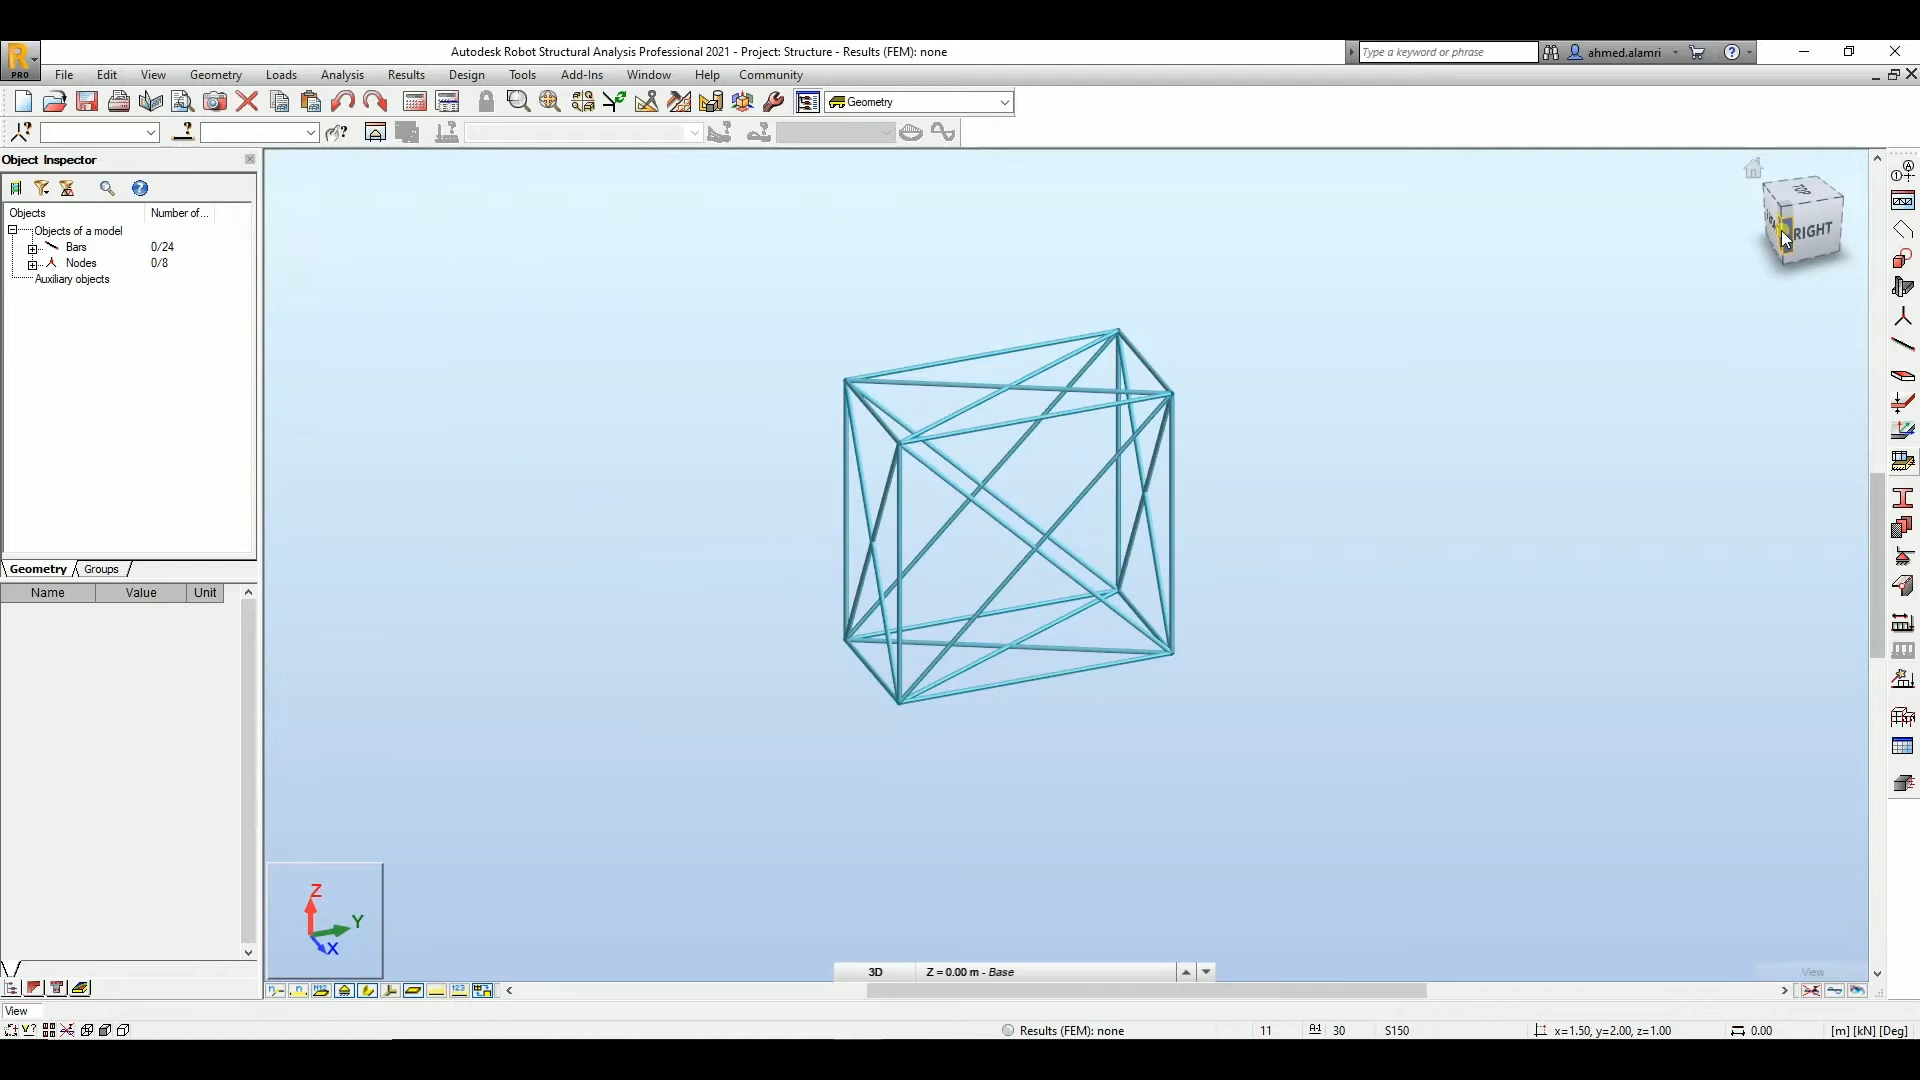 Autodesk Robot Structural Analysis Professional 2021 - Project: Structure - Results (FEM): none
Type a keyword or phrase
ahmed.alamri
PRO
File Edit View Geometry Loads Analysis Results Design Tools Add-Ins Window Help Community
Geometry
Object Inspector
Objects Number of...
Objects of a model
Bars 0/24
Nodes 0/8
Auxiliary objects
TOP
RIGHT
Geometry Groups
Name Value Unit
Z
Y
X
3D Z = 0.00 m - Base
View
View
Results (FEM): none 11 30 S150 x=1.50, y=2.00, z=1.00 0.00 [m] [kN] [Deg]